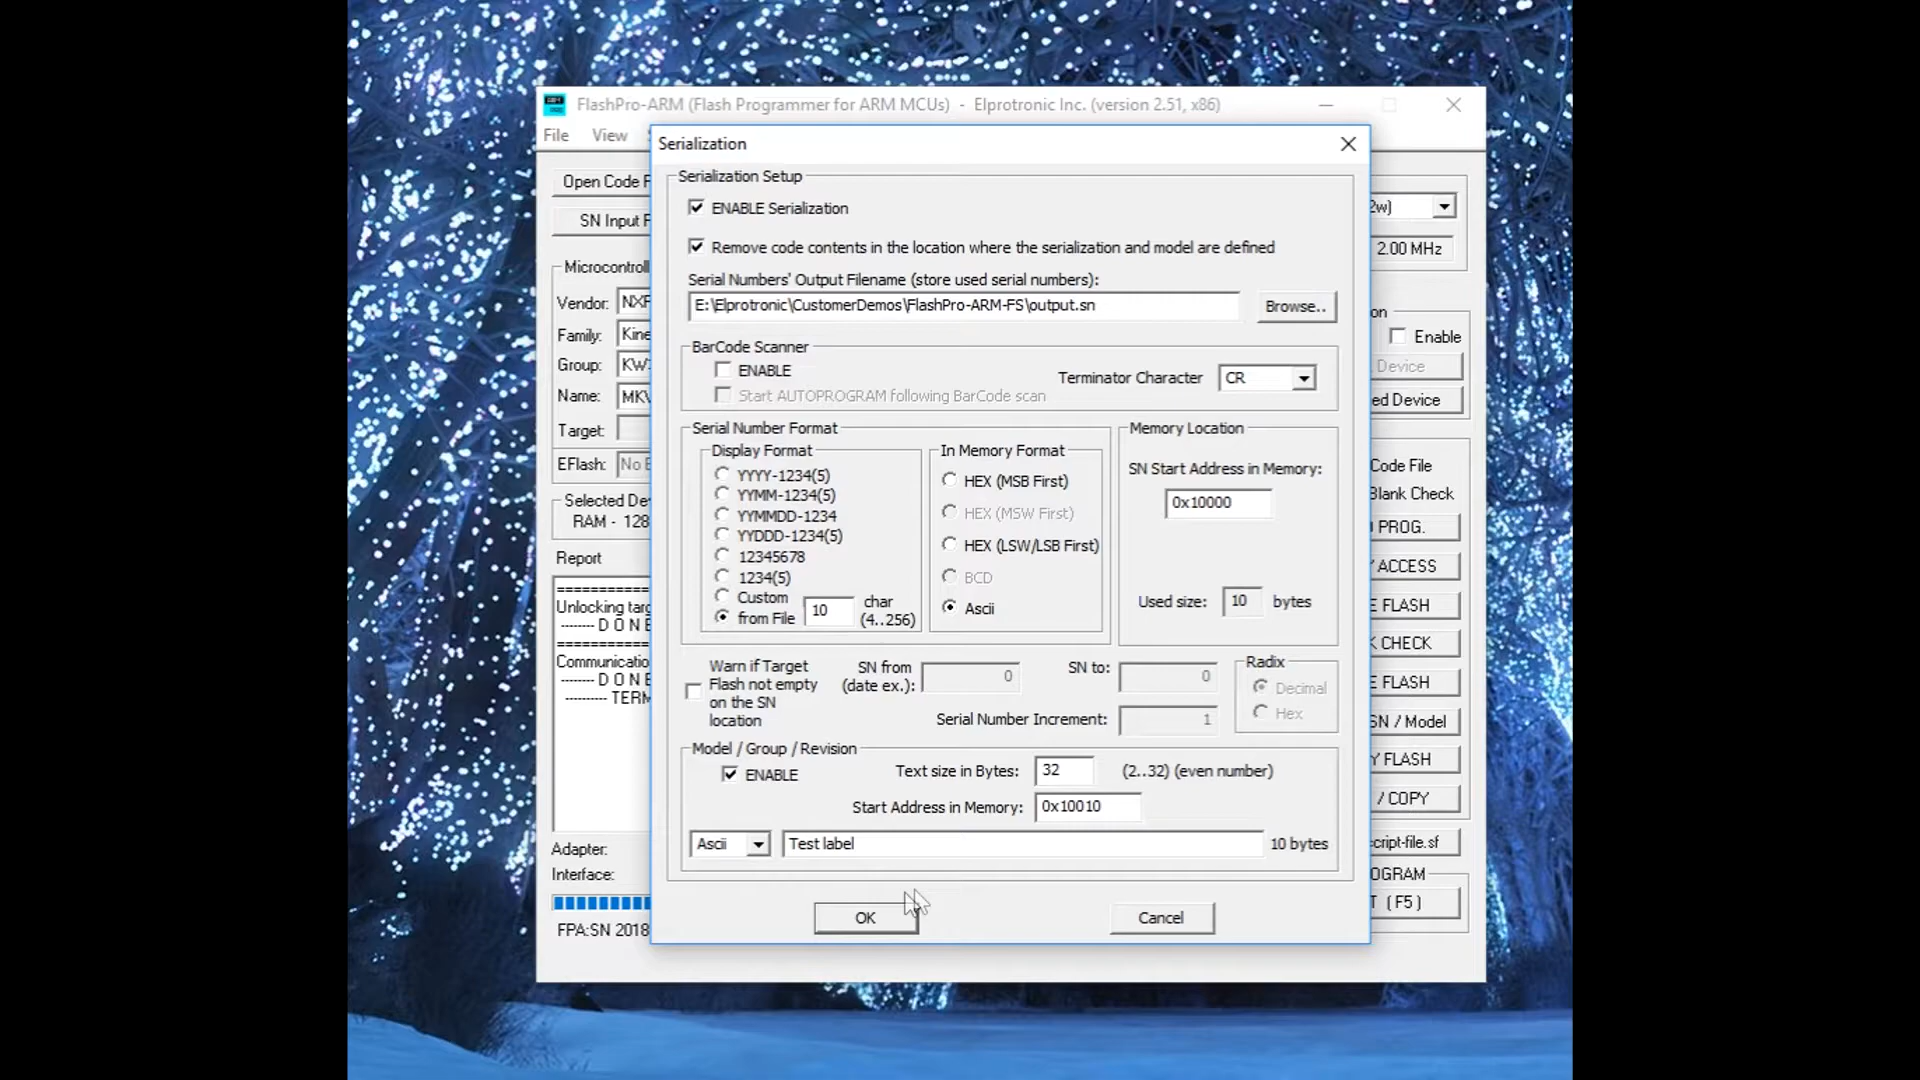 FlashPro-ARM (Flash Programmer for ARM MCUs) - Elprotronic Inc. (version 2.51, x86)
File View
Serialization
Serialization Setup
ENABLE Serialization
Remove code contents in the location where the serialization and model are defined
Serial Numbers' Output Filename (store used serial numbers):
E:\Elprotronic\CustomerDemos\FlashPro-ARM-FS\output.sn
Browse..
BarCode Scanner
ENABLE
Terminator Character CR
Start AUTOPROGRAM following BarCode scan
Serial Number Format
Display Format
YYYY-1234(5)
YYMM-1234(5)
YYMMDD-1234
YYDDD-1234(5)
12345678
1234(5)
Custom
from File 10 char (4..256)
In Memory Format
HEX (MSB First)
HEX (MSW First)
HEX (LSW/LSB First)
BCD
Ascii
Memory Location
SN Start Address in Memory:
0x10000
Used size: 10 bytes
Warn if Target
Flash not empty
on the SN
location
SN from
(date ex.): 0
SN to: 0
Serial Number Increment: 1
Radix
Decimal
Hex
Model / Group / Revision
ENABLE
Text size in Bytes: 32 (2..32) (even number)
Start Address in Memory: 0x10010
Ascii Test label 10 bytes
OK Cancel
Open Code
SN Input
Vendor: NXP
Family: Kine
Group: KW
Name: MKW
Target:
EFlash: No
Selected De
RAM - 128
Report
Unlocking targ
-------- D O N E
Communicatio
-------- D O N E
---------- TERM
Adapter:
Interface:
FPA:SN 2018
2w)
2.00 MHz
on
Enable
Device
ed Device
Code File
Blank Check
PROG.
ACCESS
E FLASH
CHECK
E FLASH
SN / Model
Y FLASH
/ COPY
cript-file.sf
OGRAM
T ( F5 )